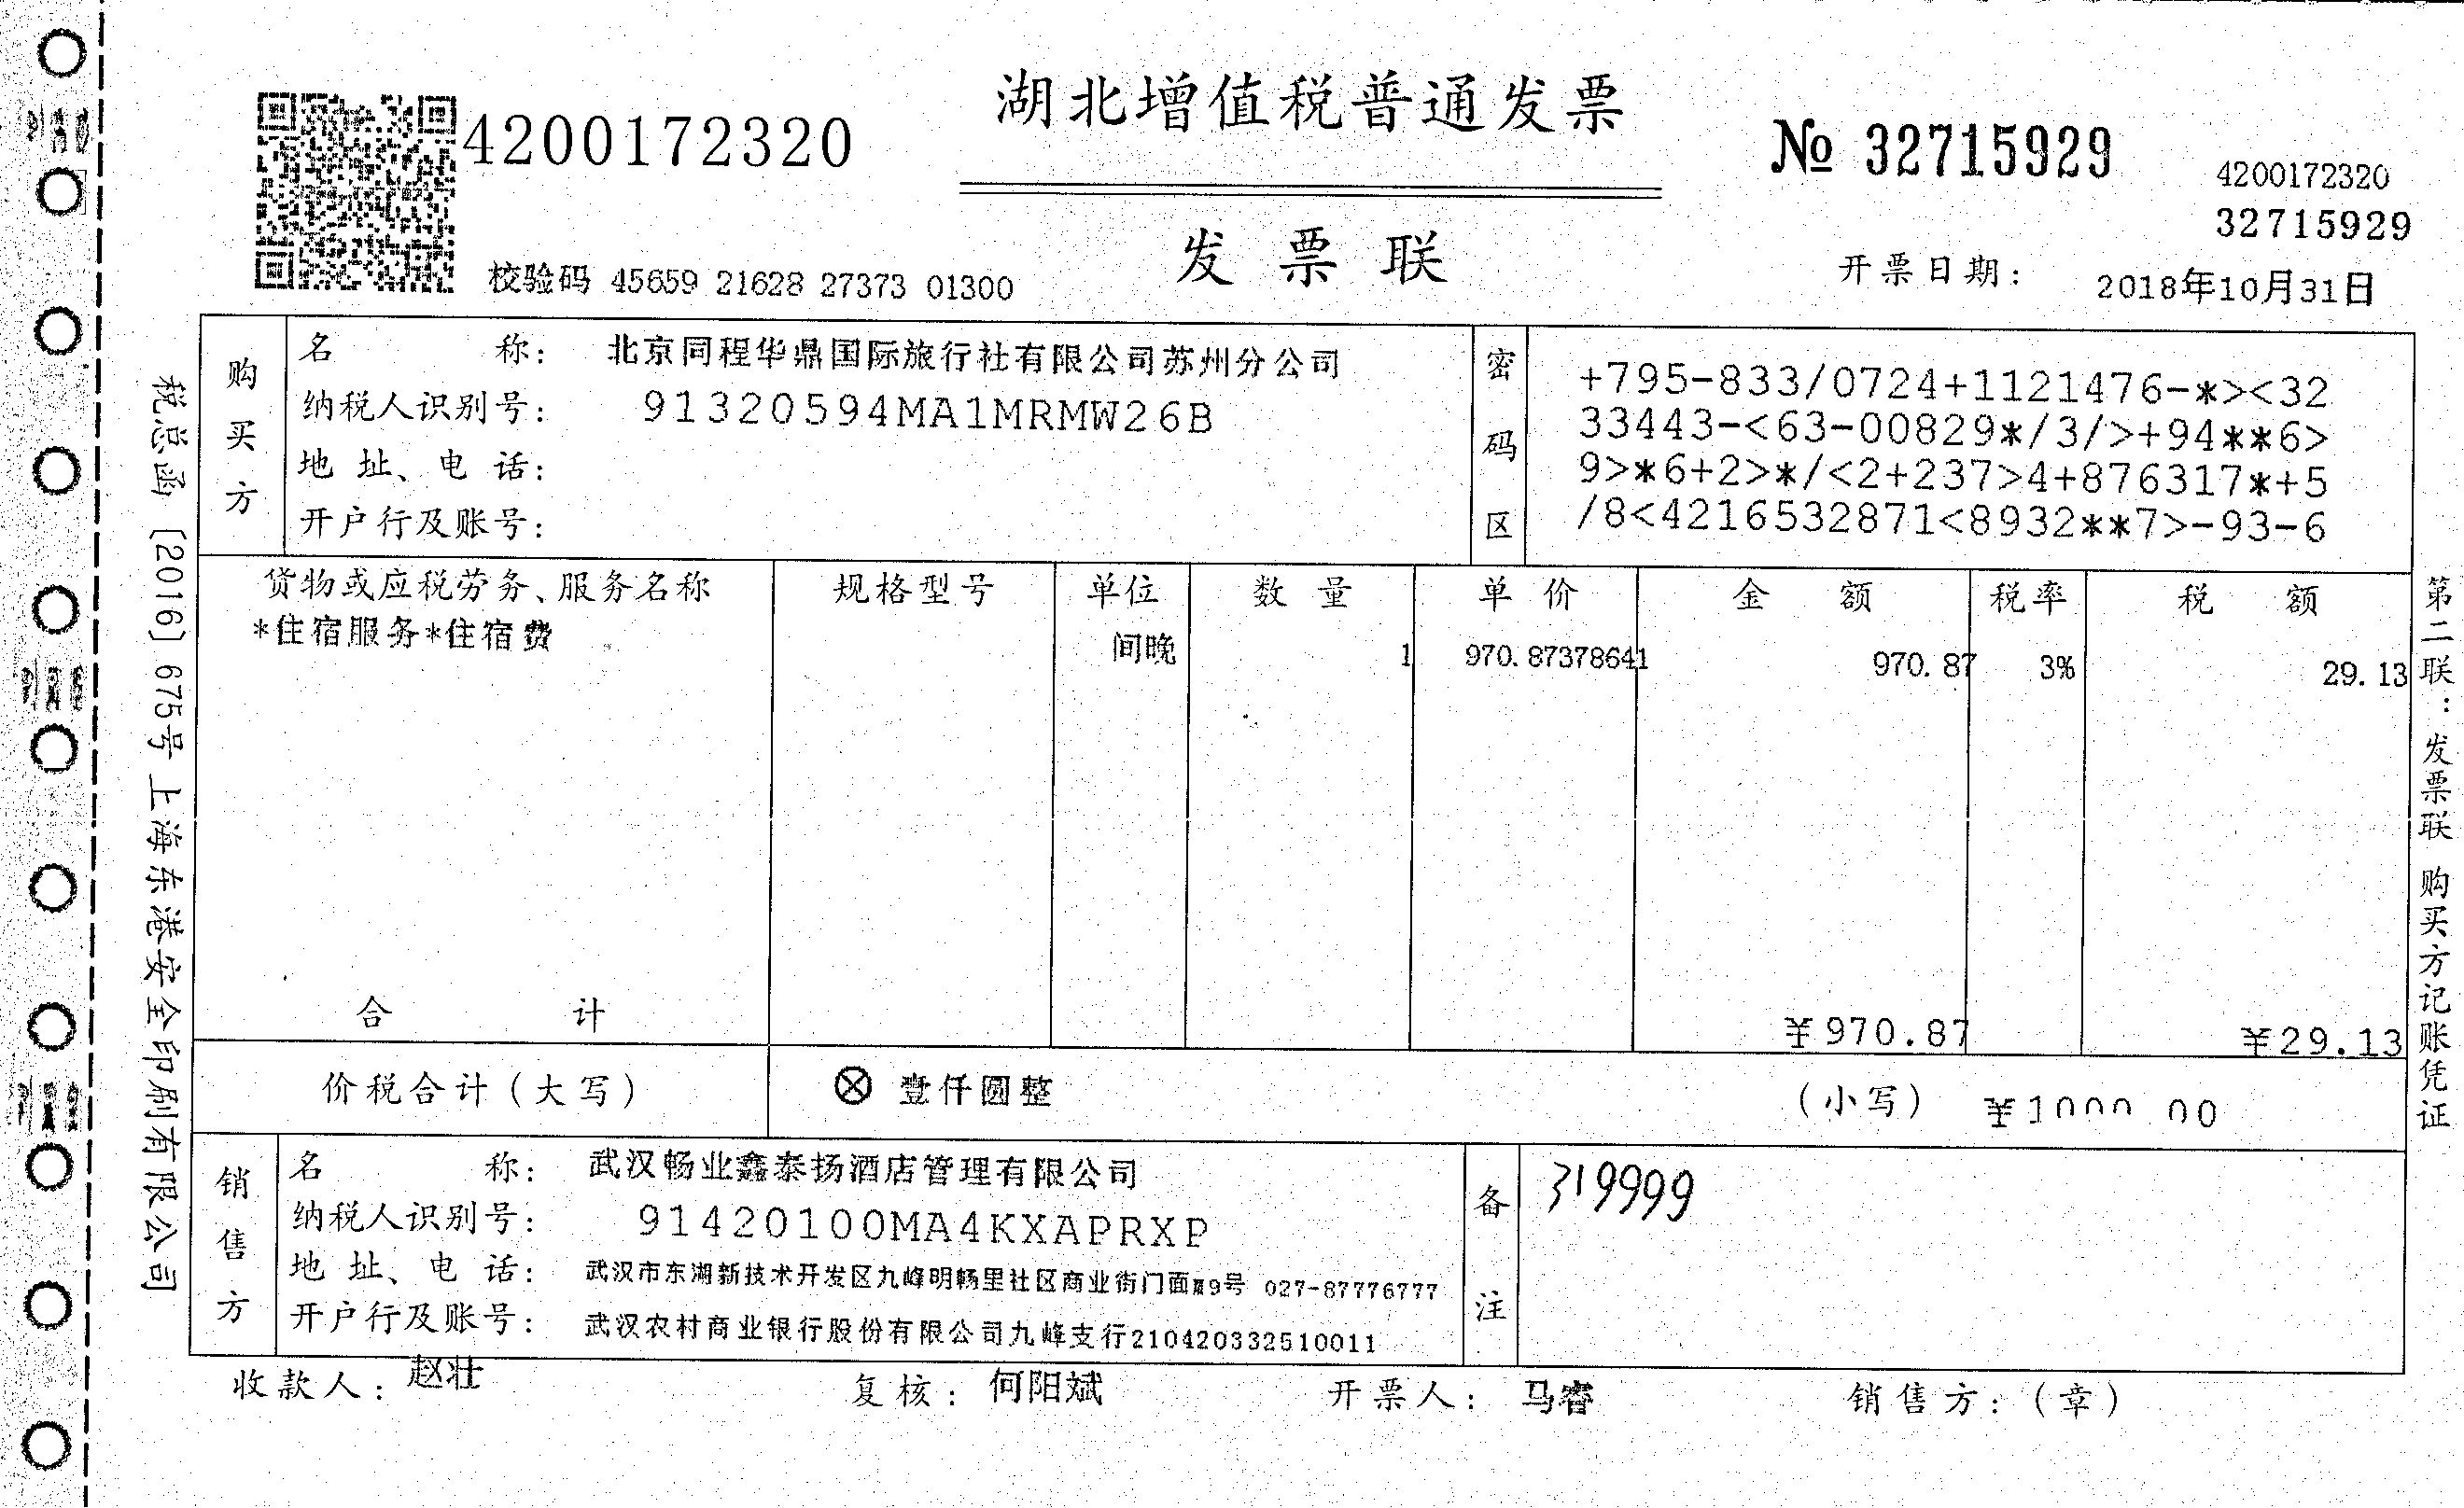 湖北增值税普通发票
4200172320
№ 32715929
4200172320
32715929
发票联
校验码 45659 21628 27373 01300
开票日期: 2018年10月31日
税总函〔2016〕675号上海东港安全印刷有限公司
购买方
名称: 北京同程华鼎国际旅行社有限公司苏州分公司
纳税人识别号: 91320594MA1MRMW26B
地址、电话:
开户行及账号:
密码区
+795-833/0724+1121476-*><32
33443-<63-00829*/3/>+94**6>
9>*6+2>*/<2+237>4+876317*+5
/8<4216532871<8932**7>-93-6
货物或应税劳务、服务名称 规格型号 单位 数量 单价 金额 税率 税额
*住宿服务*住宿费 间晚 1 970.87378641 970.87 3% 29.13
合计 ¥970.87 ¥29.13
价税合计(大写) ⊗ 壹仟圆整 (小写) ¥1000.00
第二联:发票联 购买方记账凭证
销售方
名称: 武汉畅业鑫泰扬酒店管理有限公司
纳税人识别号: 91420100MA4KXAPRXP
地址、电话: 武汉市东湖新技术开发区九峰明畅里社区商业街门面9号 027-87776777
开户行及账号: 武汉农村商业银行股份有限公司九峰支行210420332510011
备注
319999
收款人: 赵壮 复核: 何阳斌 开票人: 马睿 销售方:(章)